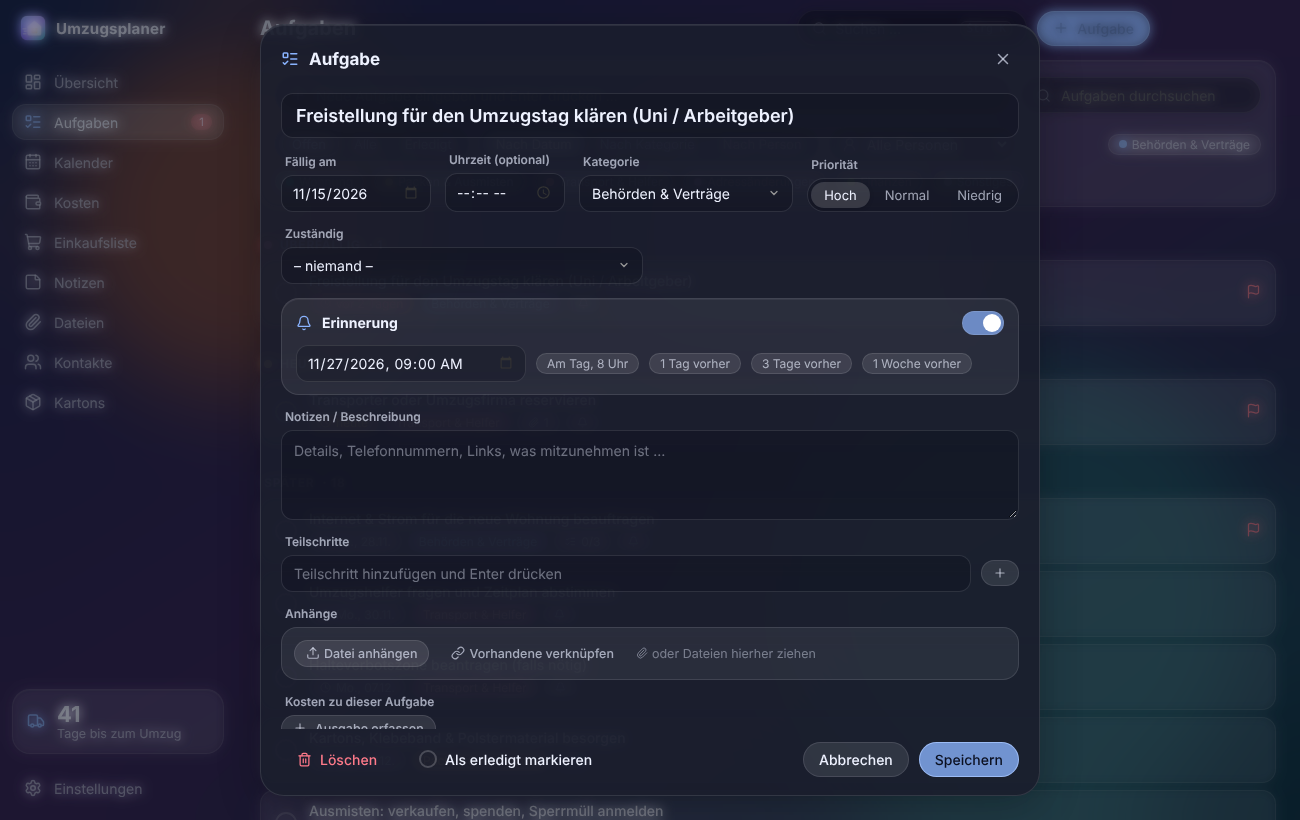 Umzugsplaner
Aufgaben
+ Aufgabe
Übersicht
Aufgaben 1
Kalender
Kosten
Einkaufsliste
Notizen
Dateien
Kontakte
Kartons
41
Tage bis zum Umzug
Einstellungen
Aufgaben durchsuchen
Behörden & Verträge
Aufgabe
Freistellung für den Umzugstag klären (Uni / Arbeitgeber)
Fällig am
Uhrzeit (optional)
Kategorie
Priorität
11/15/2026
--:-- --
Behörden & Verträge
Hoch
Normal
Niedrig
Zuständig
– niemand –
Erinnerung
11/27/2026, 09:00 AM
Am Tag, 8 Uhr
1 Tag vorher
3 Tage vorher
1 Woche vorher
Notizen / Beschreibung
Details, Telefonnummern, Links, was mitzunehmen ist …
Teilschritte
Teilschritt hinzufügen und Enter drücken
+
Anhänge
Datei anhängen
Vorhandene verknüpfen
oder Dateien hierher ziehen
Kosten zu dieser Aufgabe
+ Ausgabe erfassen
Löschen
Als erledigt markieren
Abbrechen
Speichern
Ausmisten: verkaufen, spenden, Sperrmüll anmelden